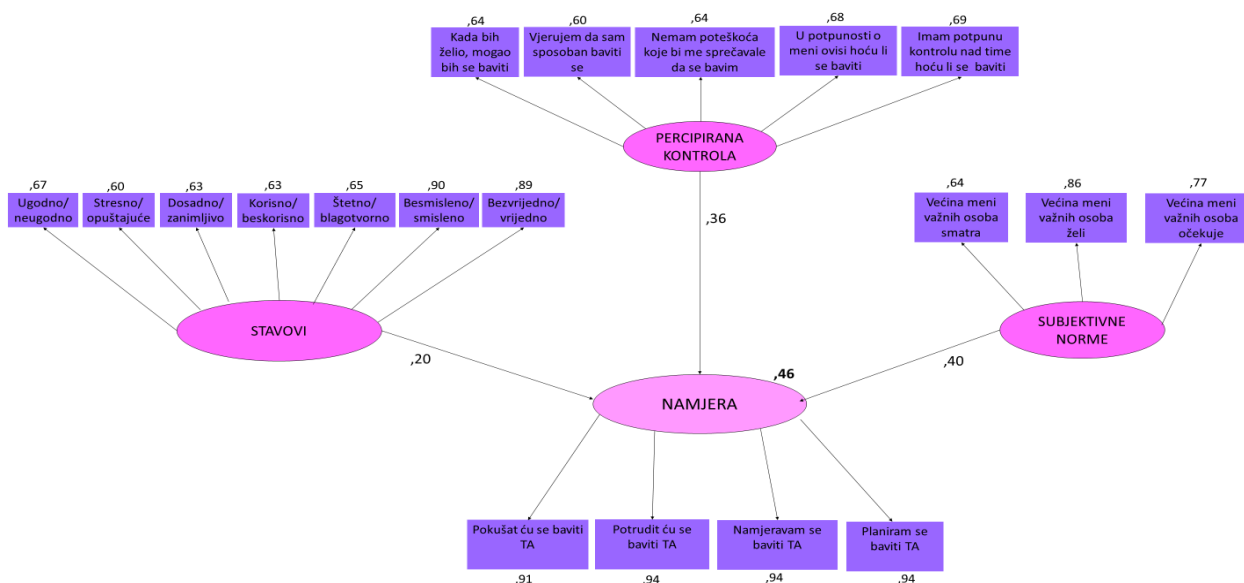 ,64
,60
,64
,68
,69
Kada bih
želio, mogao
bih se baviti
Vjerujem da sam
sposoban baviti
se
Nemam poteškoća
koje bi me sprečavale
da se bavim
U potpunosti o
meni ovisi hoću li
se baviti
Imam potpunu
kontrolu nad time
hoću li se baviti
PERCIPIRANA
KONTROLA
,67
,60
,63
,63
,65
,90
,89
Ugodno/
neugodno
Stresno/
opuštajuće
Dosadno/
zanimljivo
Korisno/
beskorisno
Štetno/
blagotvorno
Besmisleno/
smisleno
Bezvrijedno/
vrijedno
,64
,86
,77
Većina meni
važnih osoba
smatra
Većina meni
važnih osoba
želi
Većina meni
važnih osoba
očekuje
,36
STAVOVI
SUBJEKTIVNE
NORME
,20
,40
,46
NAMJERA
Pokušat ću se baviti
TA
Potrudit ću se
baviti TA
Namjeravam se
baviti TA
Planiram se
baviti TA
,91
,94
,94
,94